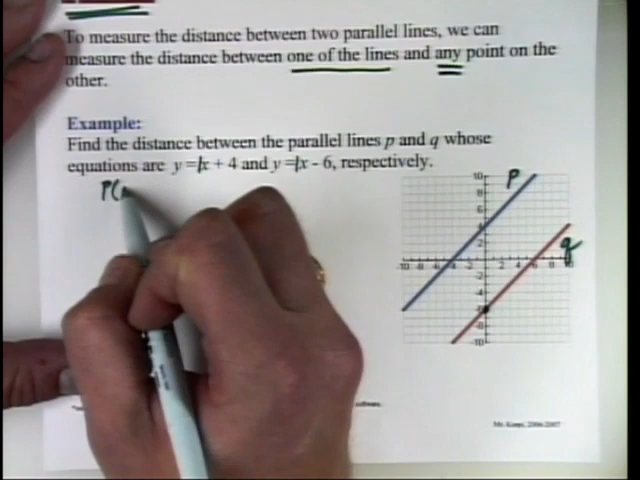 To measure the distance between two parallel lines, we can
measure the distance between one of the lines and any point on the
other.
Example:
Find the distance between the parallel lines p and q whose
equations are y = 1x + 4 and y = 1x - 6, respectively.
P(
10 P
8
6
4
2
-10 -8 -6 -4 -2 2 4 6 8 10 q
-2
-4
-6
-8
-10